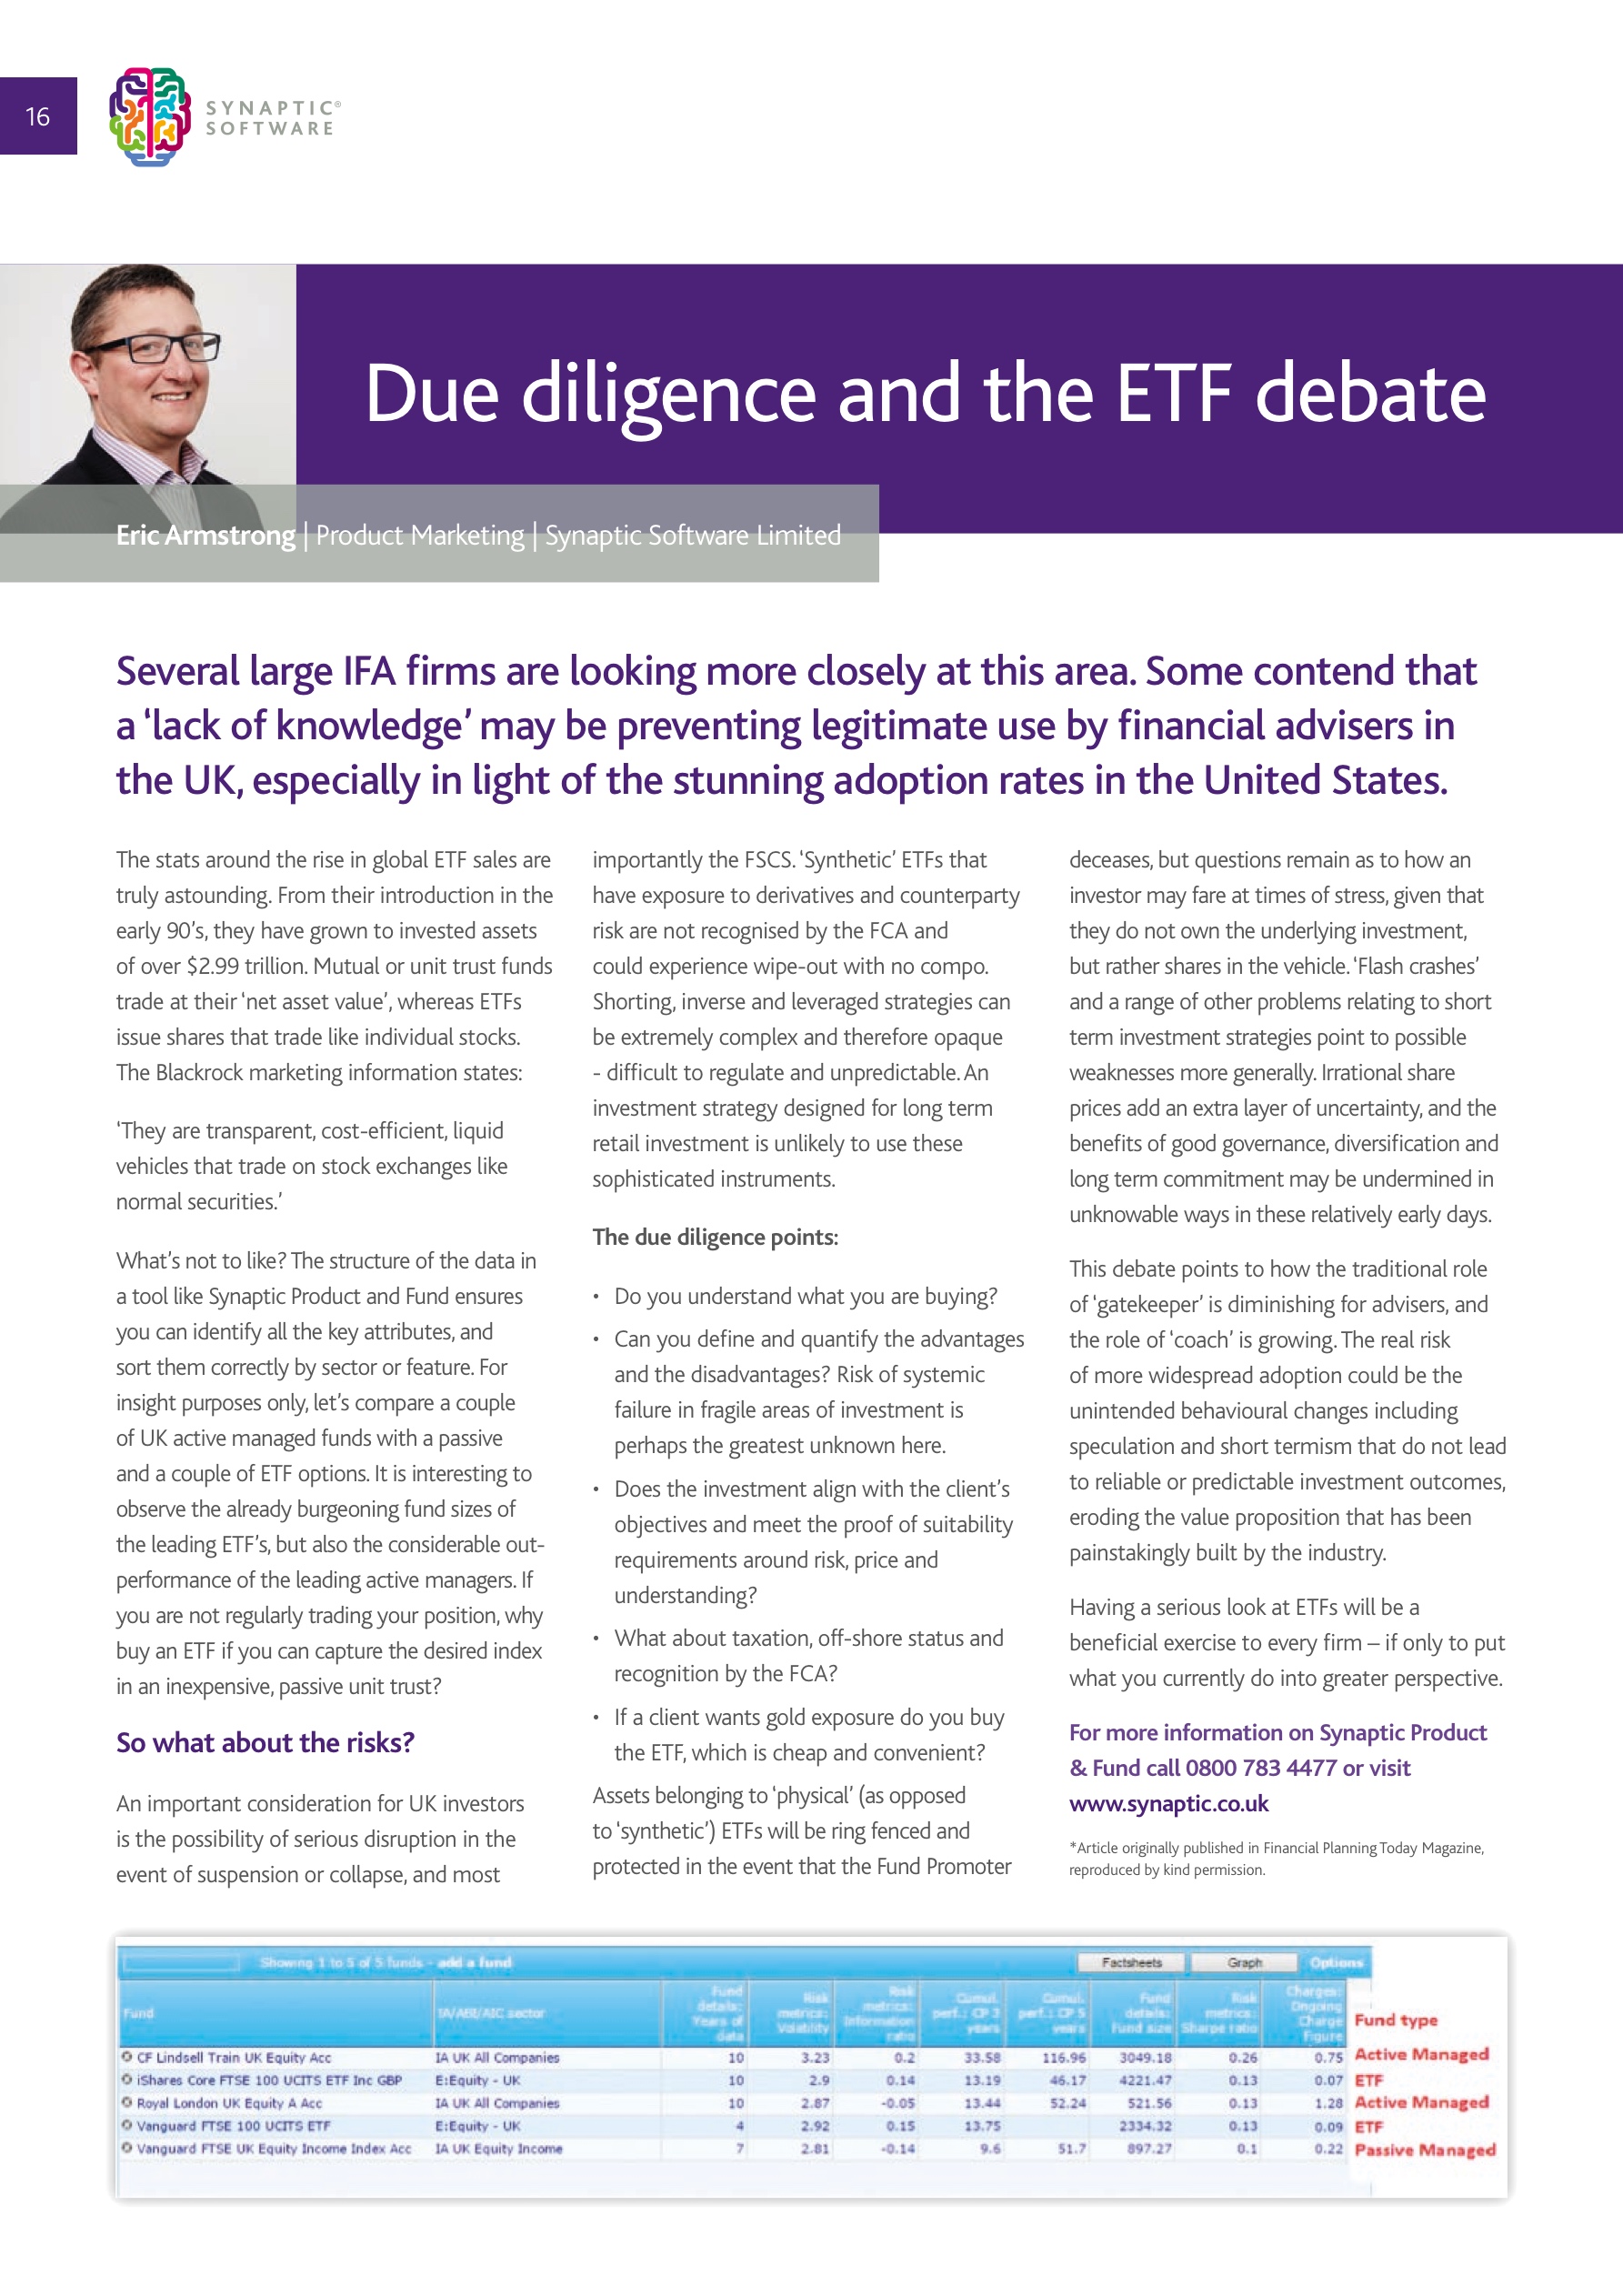 16
SYNAPTIC®
SOFTWARE
Due diligence and the ETF debate
Eric Armstrong | Product Marketing | Synaptic Software Limited
Several large IFA firms are looking more closely at this area. Some contend that
a ‘lack of knowledge’ may be preventing legitimate use by financial advisers in
the UK, especially in light of the stunning adoption rates in the United States.
The stats around the rise in global ETF sales are
truly astounding. From their introduction in the
early 90’s, they have grown to invested assets
of over $2.99 trillion. Mutual or unit trust funds
trade at their ‘net asset value’, whereas ETFs
issue shares that trade like individual stocks.
The Blackrock marketing information states:
‘They are transparent, cost-efficient, liquid
vehicles that trade on stock exchanges like
normal securities.’
What’s not to like? The structure of the data in
a tool like Synaptic Product and Fund ensures
you can identify all the key attributes, and
sort them correctly by sector or feature. For
insight purposes only, let’s compare a couple
of UK active managed funds with a passive
and a couple of ETF options. It is interesting to
observe the already burgeoning fund sizes of
the leading ETF’s, but also the considerable out-
performance of the leading active managers. If
you are not regularly trading your position, why
buy an ETF if you can capture the desired index
in an inexpensive, passive unit trust?
So what about the risks?
An important consideration for UK investors
is the possibility of serious disruption in the
event of suspension or collapse, and most
importantly the FSCS. ‘Synthetic’ ETFs that
have exposure to derivatives and counterparty
risk are not recognised by the FCA and
could experience wipe-out with no compo.
Shorting, inverse and leveraged strategies can
be extremely complex and therefore opaque
- difficult to regulate and unpredictable. An
investment strategy designed for long term
retail investment is unlikely to use these
sophisticated instruments.
The due diligence points:
• Do you understand what you are buying?
• Can you define and quantify the advantages
and the disadvantages? Risk of systemic
failure in fragile areas of investment is
perhaps the greatest unknown here.
• Does the investment align with the client’s
objectives and meet the proof of suitability
requirements around risk, price and
understanding?
• What about taxation, off-shore status and
recognition by the FCA?
• If a client wants gold exposure do you buy
the ETF, which is cheap and convenient?
Assets belonging to ‘physical’ (as opposed
to ‘synthetic’) ETFs will be ring fenced and
protected in the event that the Fund Promoter
deceases, but questions remain as to how an
investor may fare at times of stress, given that
they do not own the underlying investment,
but rather shares in the vehicle. ‘Flash crashes’
and a range of other problems relating to short
term investment strategies point to possible
weaknesses more generally. Irrational share
prices add an extra layer of uncertainty, and the
benefits of good governance, diversification and
long term commitment may be undermined in
unknowable ways in these relatively early days.
This debate points to how the traditional role
of ‘gatekeeper’ is diminishing for advisers, and
the role of ‘coach’ is growing. The real risk
of more widespread adoption could be the
unintended behavioural changes including
speculation and short termism that do not lead
to reliable or predictable investment outcomes,
eroding the value proposition that has been
painstakingly built by the industry.
Having a serious look at ETFs will be a
beneficial exercise to every firm – if only to put
what you currently do into greater perspective.
For more information on Synaptic Product
& Fund call 0800 783 4477 or visit
www.synaptic.co.uk
*Article originally published in Financial Planning Today Magazine,
reproduced by kind permission.
Showing 1 to 5 of 5 funds - add a fund Factsheets Graph Options
Fund IA/ABI/AIC sector Fund details: Years of data Risk metrics: Volatility Risk metrics: Information ratio Cumul. perf.: CP 3 years Cumul. perf.: CP 5 years Fund details: Fund size Risk metrics: Sharpe ratio Charges: Ongoing Charge Figure Fund type
CF Lindsell Train UK Equity Acc IA UK All Companies 10 3.23 0.2 33.58 116.96 3049.18 0.26 0.75 Active Managed
iShares Core FTSE 100 UCITS ETF Inc GBP E:Equity - UK 10 2.9 0.14 13.19 46.17 4221.47 0.13 0.07 ETF
Royal London UK Equity A Acc IA UK All Companies 10 2.87 -0.05 13.44 52.24 521.56 0.13 1.28 Active Managed
Vanguard FTSE 100 UCITS ETF E:Equity - UK 4 2.92 0.15 13.75 2334.32 0.13 0.09 ETF
Vanguard FTSE UK Equity Income Index Acc IA UK Equity Income 7 2.81 -0.14 9.6 51.7 897.27 0.1 0.22 Passive Managed